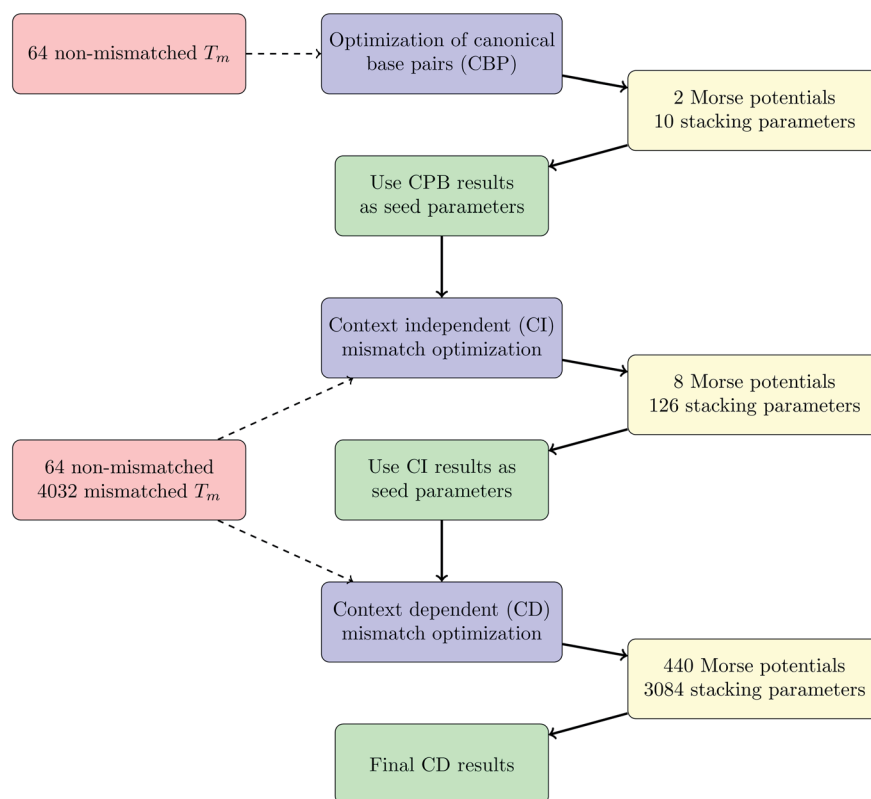 64 non-mismatched Tm
Optimization of canonical
base pairs (CBP)
2 Morse potentials
10 stacking parameters
Use CPB results
as seed parameters
Context independent (CI)
mismatch optimization
8 Morse potentials
126 stacking parameters
64 non-mismatched
4032 mismatched Tm
Use CI results as
seed parameters
Context dependent (CD)
mismatch optimization
440 Morse potentials
3084 stacking parameters
Final CD results